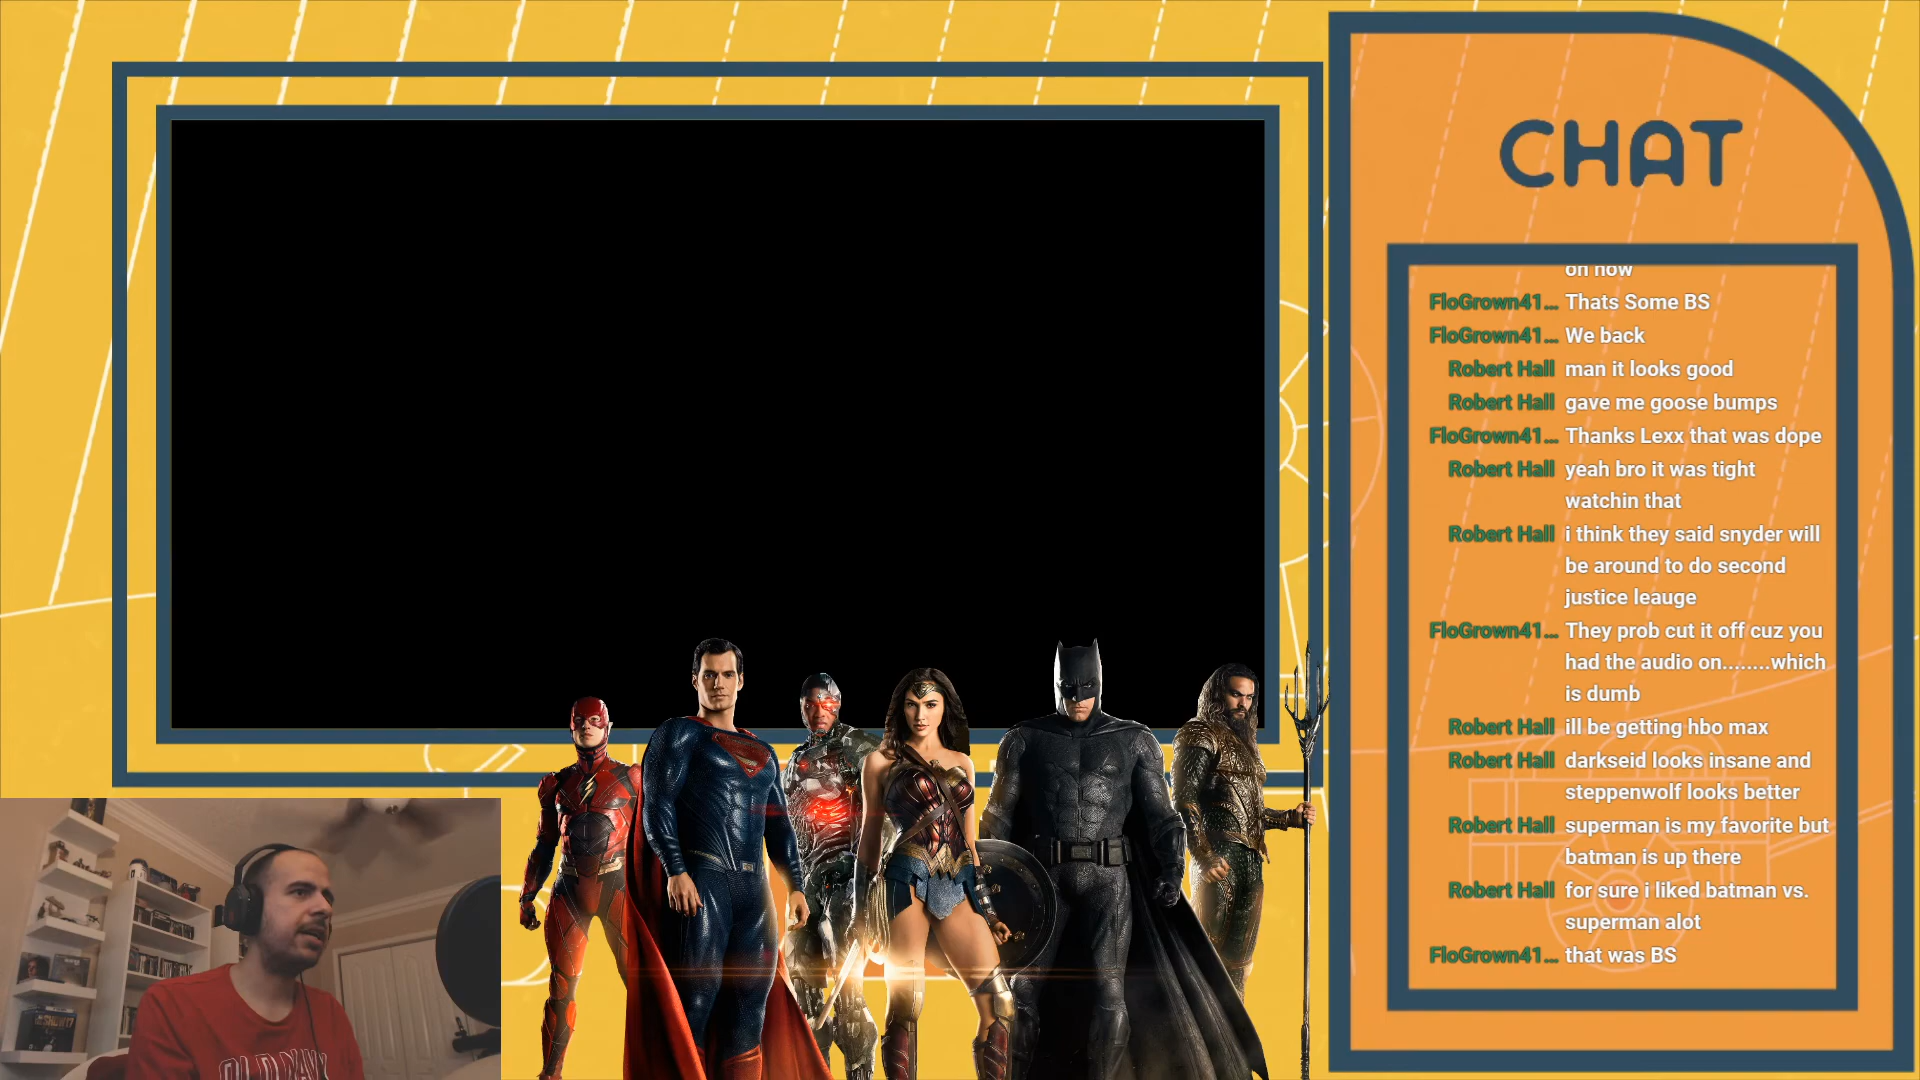 CHAT
on now
FloGrown41... Thats Some BS
FloGrown41... We back
Robert Hall man it looks good
Robert Hall gave me goose bumps
FloGrown41... Thanks Lexx that was dope
Robert Hall yeah bro it was tight
watchin that
Robert Hall i think they said snyder will
be around to do second
justice leauge
FloGrown41... They prob cut it off cuz you
had the audio on........which
is dumb
Robert Hall ill be getting hbo max
Robert Hall darkseid looks insane and
steppenwolf looks better
Robert Hall superman is my favorite but
batman is up there
Robert Hall for sure i liked batman vs.
superman alot
FloGrown41... that was BS
OLD NAVY